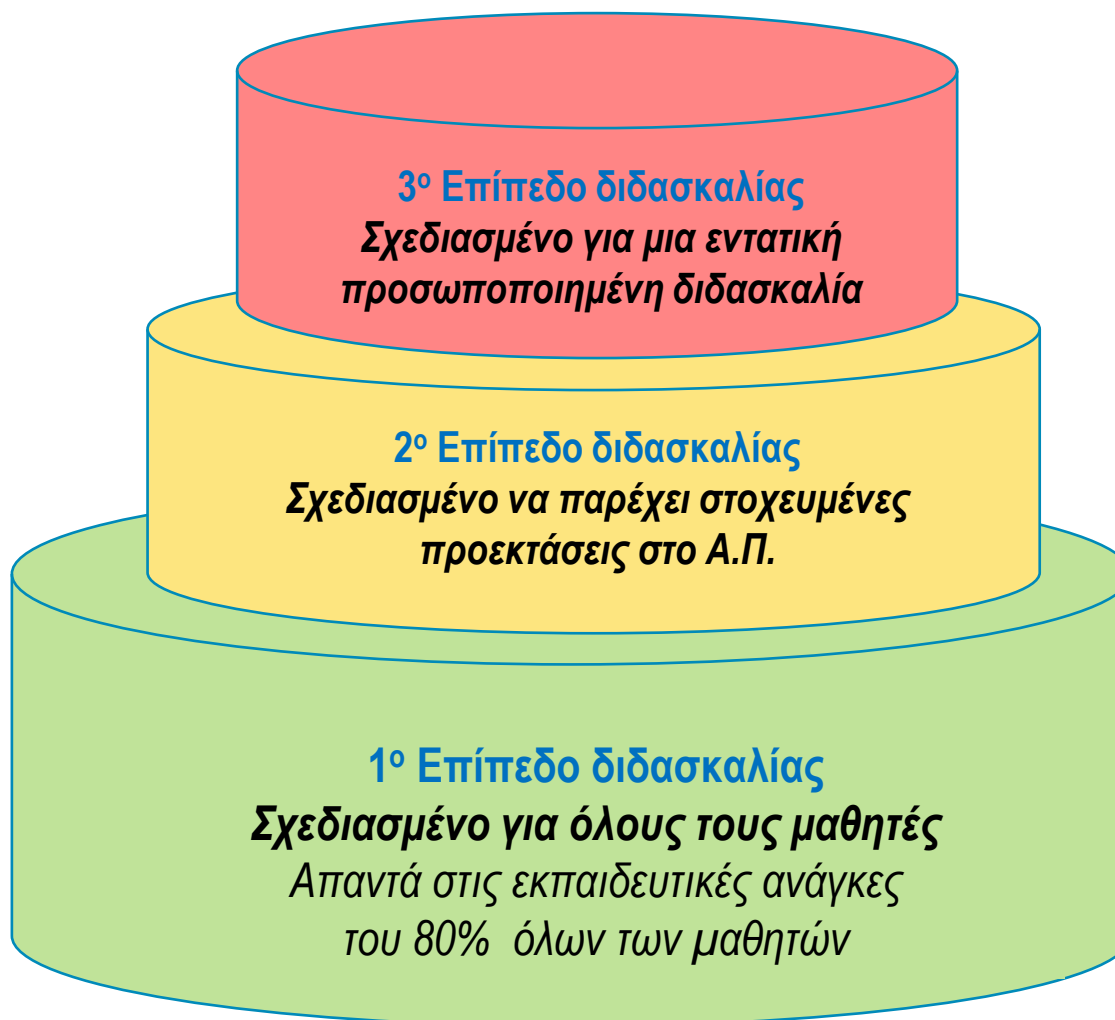 3ο Επίπεδο διδασκαλίας
Σχεδιασμένο για μια εντατική
προσωποποιημένη διδασκαλία
2ο Επίπεδο διδασκαλίας
Σχεδιασμένο να παρέχει στοχευμένες
προεκτάσεις στο Α.Π.
1ο Επίπεδο διδασκαλίας
Σχεδιασμένο για όλους τους μαθητές
Απαντά στις εκπαιδευτικές ανάγκες
του 80% όλων των μαθητών